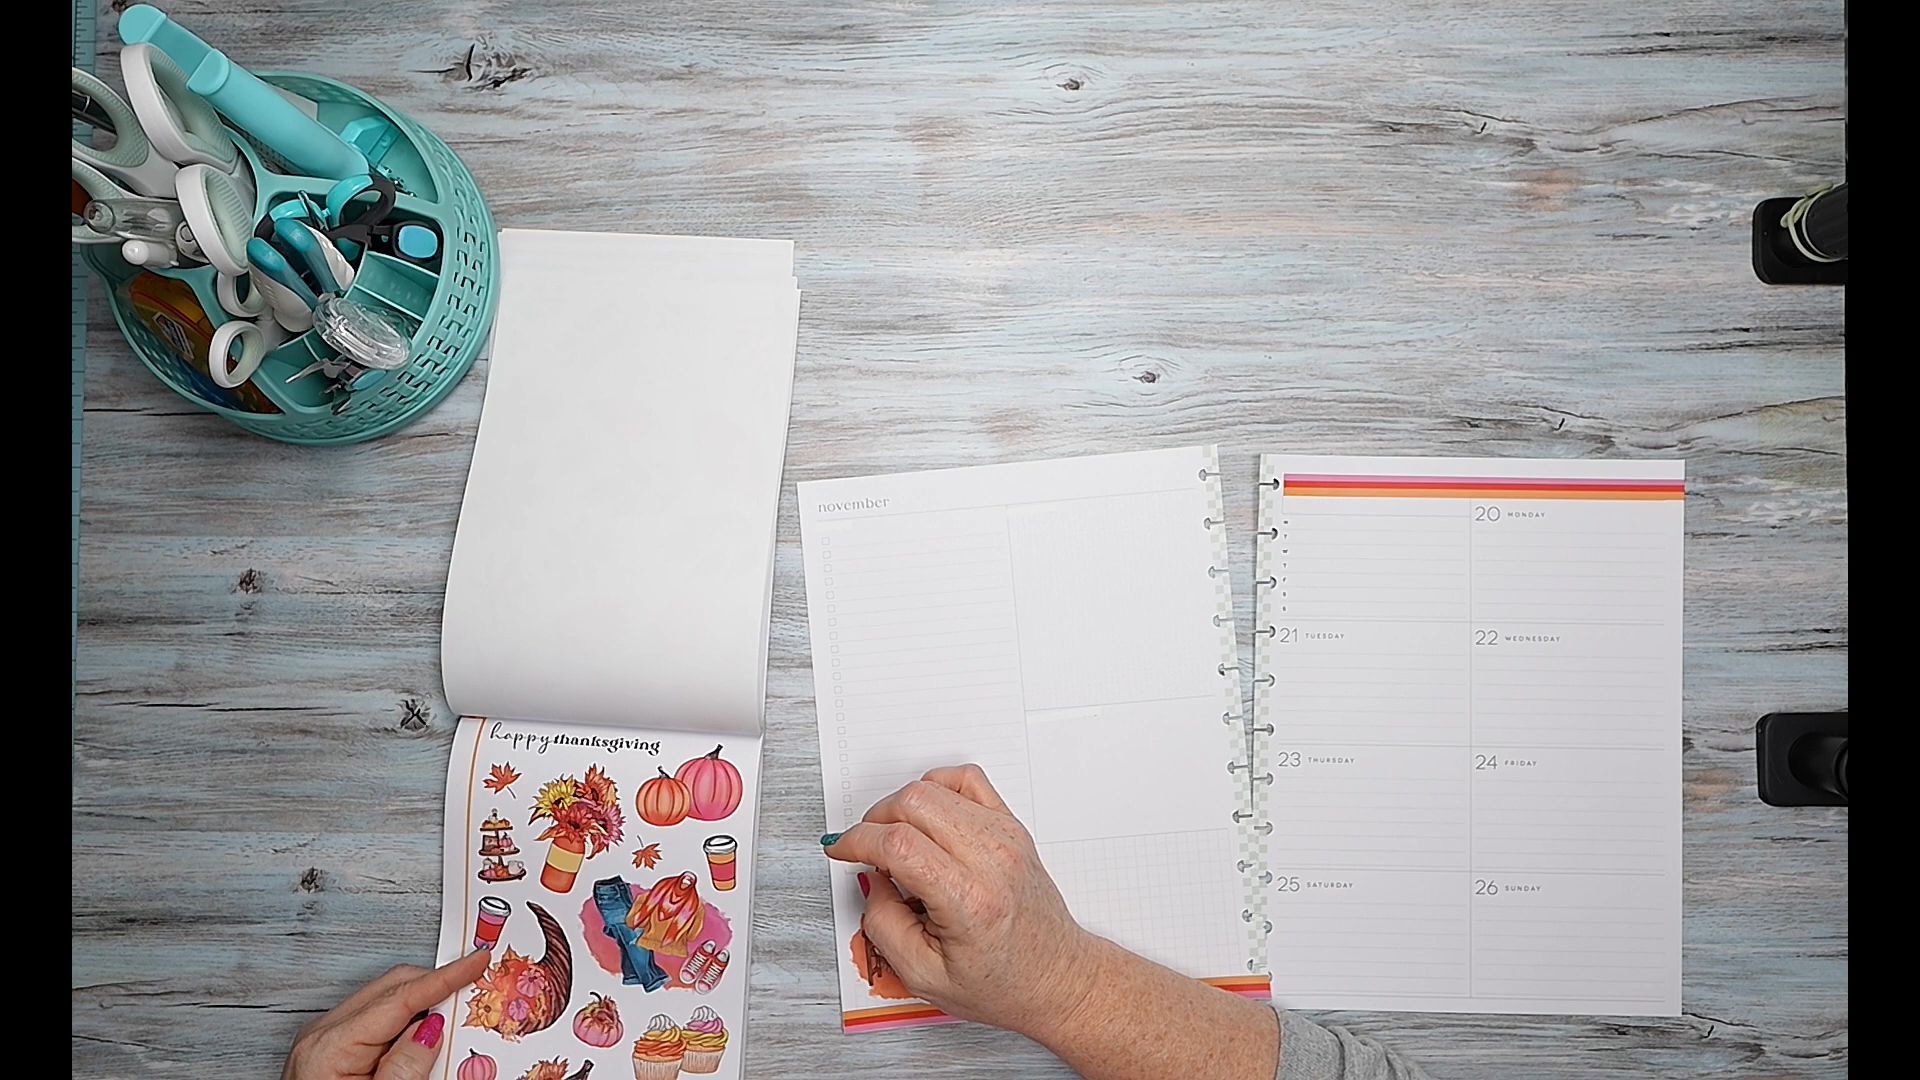 happy thanksgiving
november
20 MONDAY
21 TUESDAY
22 WEDNESDAY
23 THURSDAY
24 FRIDAY
25 SATURDAY
26 SUNDAY